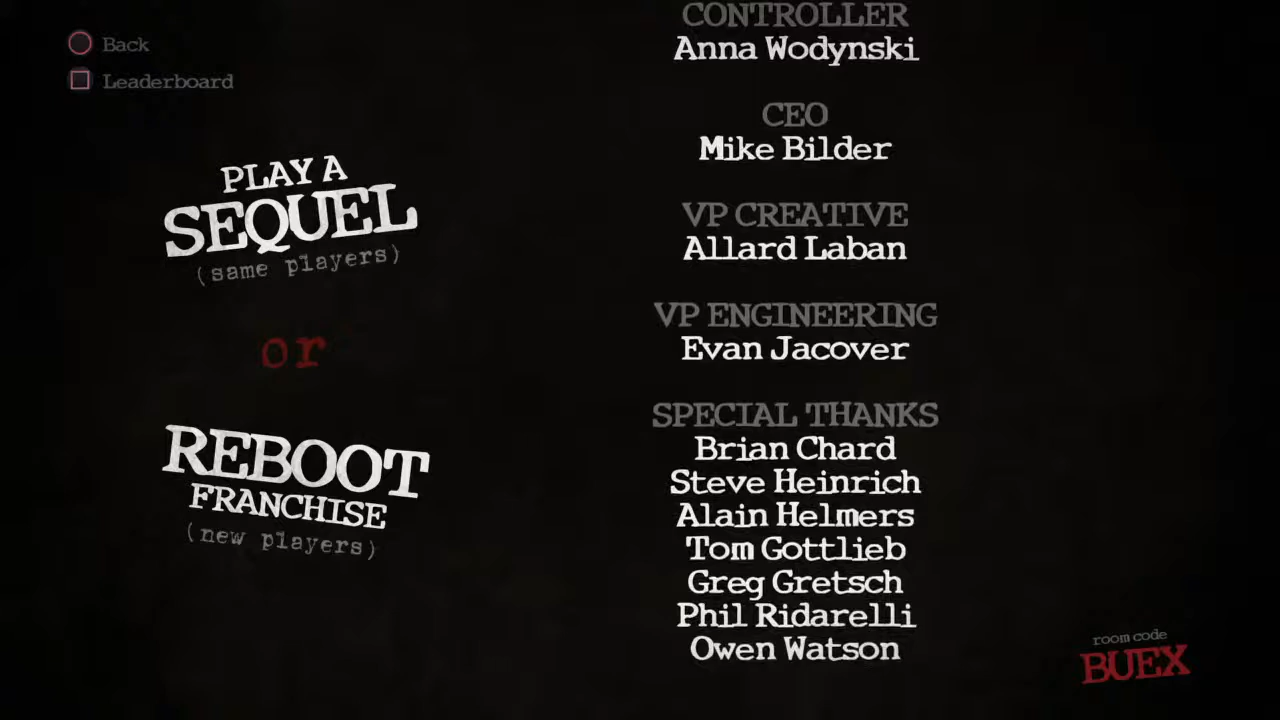 Back
Leaderboard
PLAY A
SEQUEL
(same players)
or
REBOOT
FRANCHISE
(new players)
CONTROLLER
Anna Wodynski
CEO
Mike Bilder
VP CREATIVE
Allard Laban
VP ENGINEERING
Evan Jacover
SPECIAL THANKS
Brian Chard
Steve Heinrich
Alain Helmers
Tom Gottlieb
Greg Gretsch
Phil Ridarelli
Owen Watson
room code
BUEX